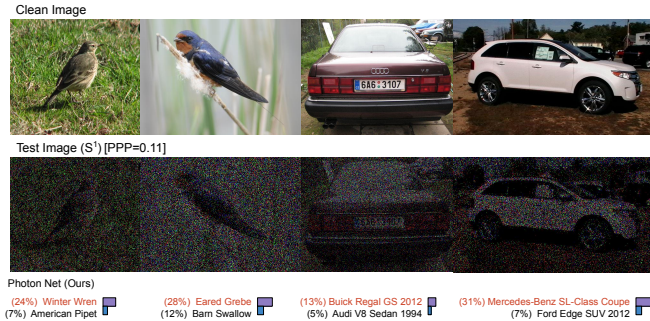 Clean Image
6A6 3107
Test Image (S¹) [PPP=0.11]
Photon Net (Ours)
(24%) Winter Wren
(7%) American Pipet
(28%) Eared Grebe
(12%) Barn Swallow
(13%) Buick Regal GS 2012
(5%) Audi V8 Sedan 1994
(31%) Mercedes-Benz SL-Class Coupe
(7%) Ford Edge SUV 2012